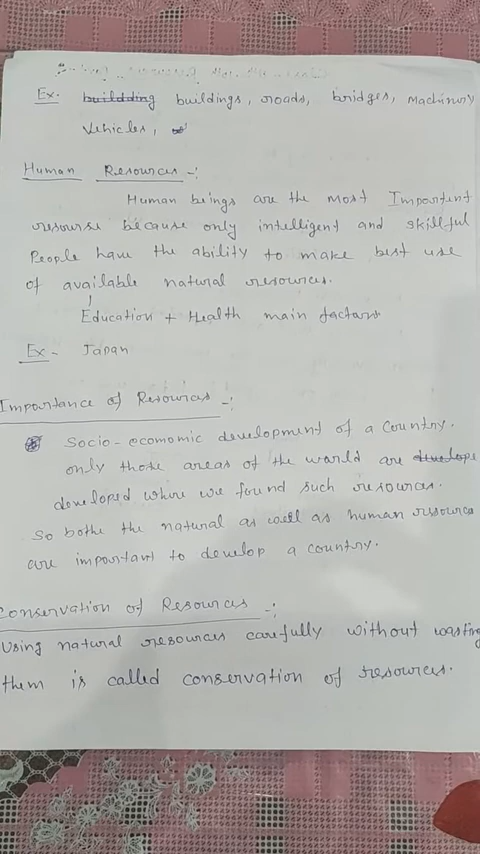 Ex. building buildings, roads, bridges, Machinery
Vehicles,
Human Resources -:
Human beings are the Most Important
resourse because only intelligent and skillful
People have the ability to make best use
of available natural resources.
Education + Health main factors
Ex - Japan
Importance of Resources -:
Socio-economic development of a country.
only those areas of the world are develope
developed where we found such resources.
So bothe the natural as well as human resource
are important to develop a country.
Conservation of Resources -:
Using natural resources carefully without wasting
them is called conservation of resources.